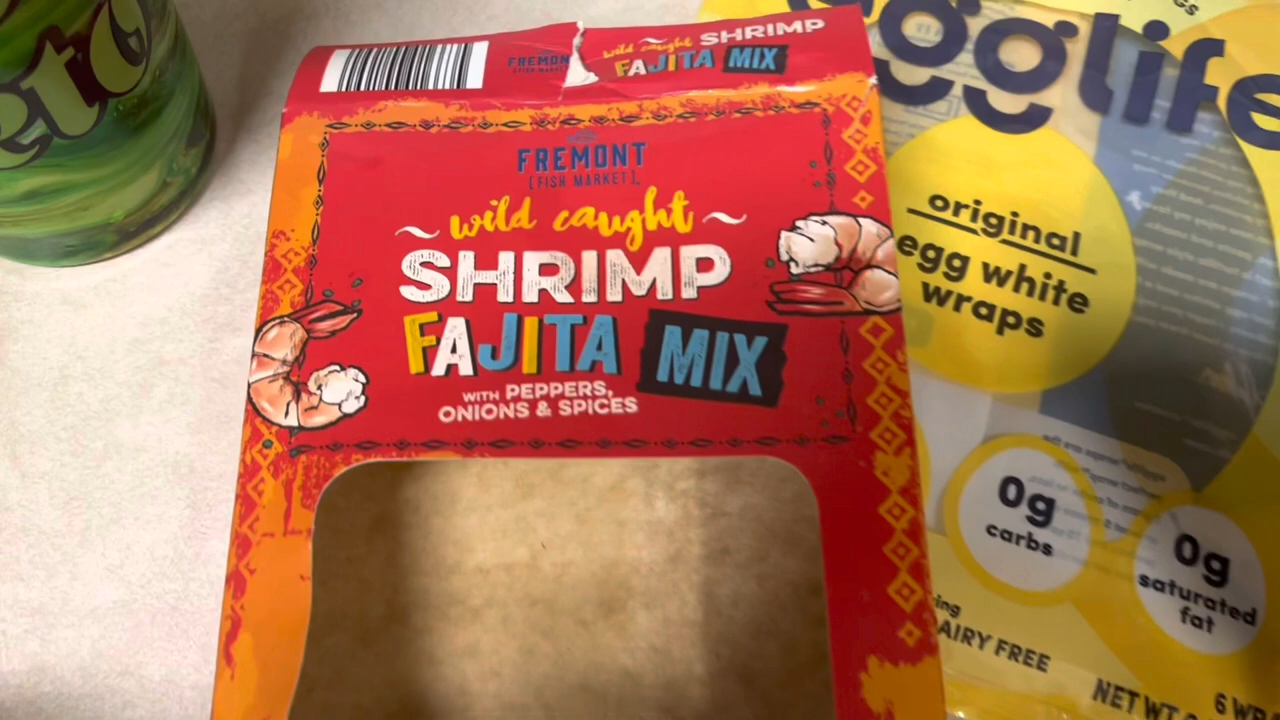 FREMONT
FISH MARKET
wild caught SHRIMP
FAJITA MIX
FREMONT
[FISH MARKET]
wild caught
SHRIMP
FAJITA MIX
WITH PEPPERS,
ONIONS & SPICES
egglife
original
egg white
wraps
0g
carbs
0g
saturated
fat
DAIRY FREE
NET WT
6 WR